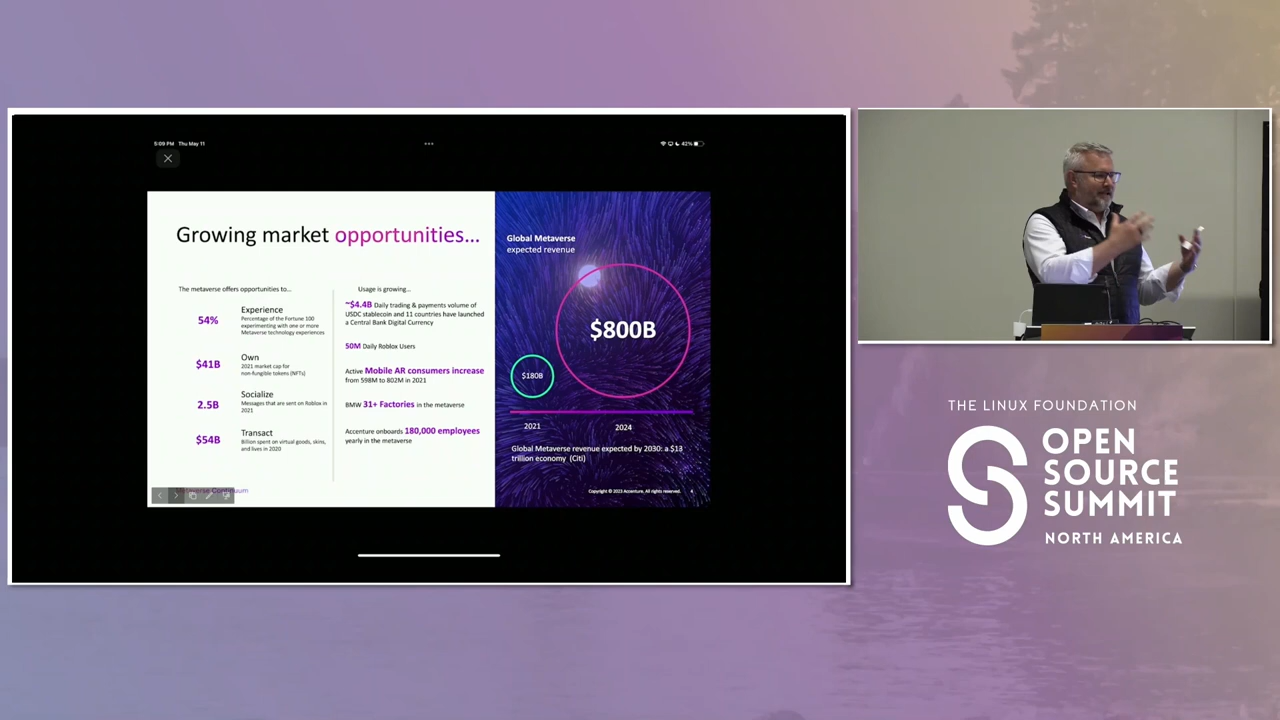 5:09 PM Thu May 11
42%
Growing market opportunities...
The metaverse offers opportunities to...
54%
Experience
Percentage of the Fortune 100
experimenting with one or more
Metaverse technology experiences
$41B
Own
2021 market cap for
non-fungible tokens (NFTs)
2.5B
Socialize
Messages that are sent on Roblox in
2021
$54B
Transact
Billion spent on virtual goods, skins,
and lives in 2020
Usage is growing...
~$4.4B Daily trading & payments volume of
USDC stablecoin and 11 countries have launched
a Central Bank Digital Currency
50M Daily Roblox Users
Active Mobile AR consumers increase
from 598M to 802M in 2021
BMW 31+ Factories in the metaverse
Accenture onboards 180,000 employees
yearly in the metaverse
Metaverse Continuum
Global Metaverse
expected revenue
$800B
$180B
2021
2024
Global Metaverse revenue expected by 2030: a $13
trillion economy (Citi)
Copyright © 2023 Accenture. All rights reserved. 4
THE LINUX FOUNDATION
OPEN
SOURCE
SUMMIT
NORTH AMERICA